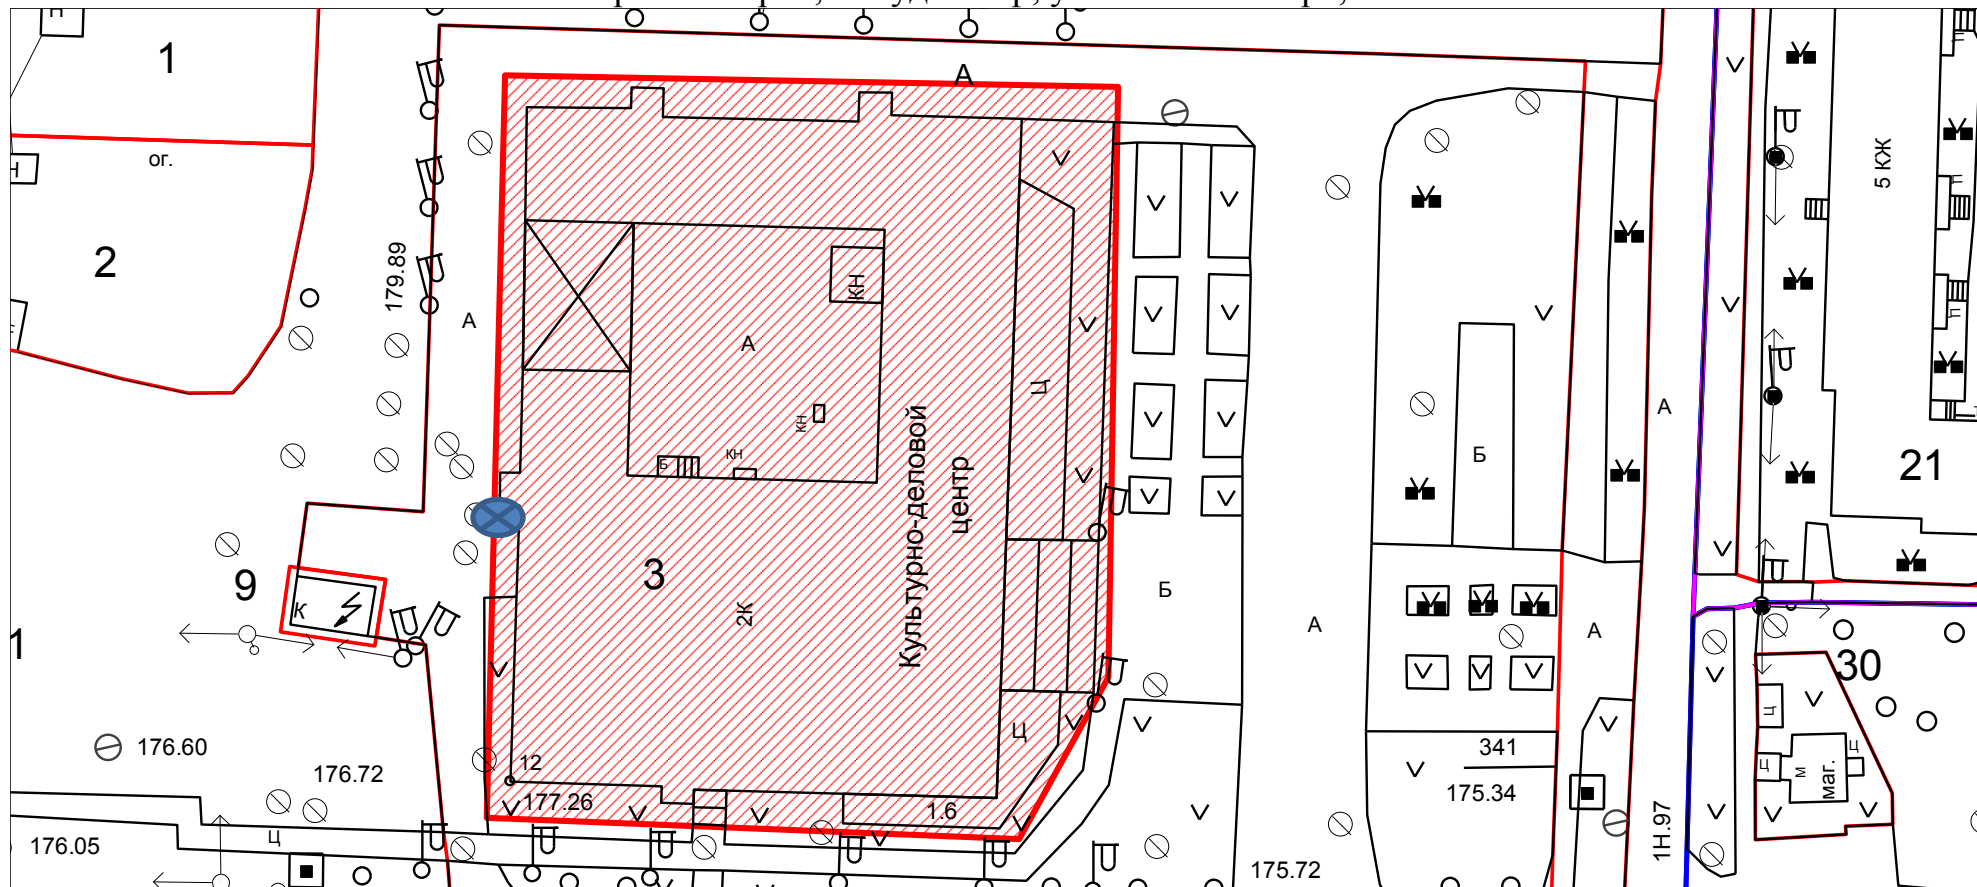 А
1
ог.
2
179.89
А
КН
А
КН
Б
КН
Ц
Культурно-деловой
центр
3
2К
9
К
1
Ц
12
177.26
1.6
176.60
176.72
176.05
Ц
Б
А
175.72
Б
А
А
341
175.34
1Н.97
5 КЖ
П
П
П
21
30
Ц
Ц
М
маг.
Ц